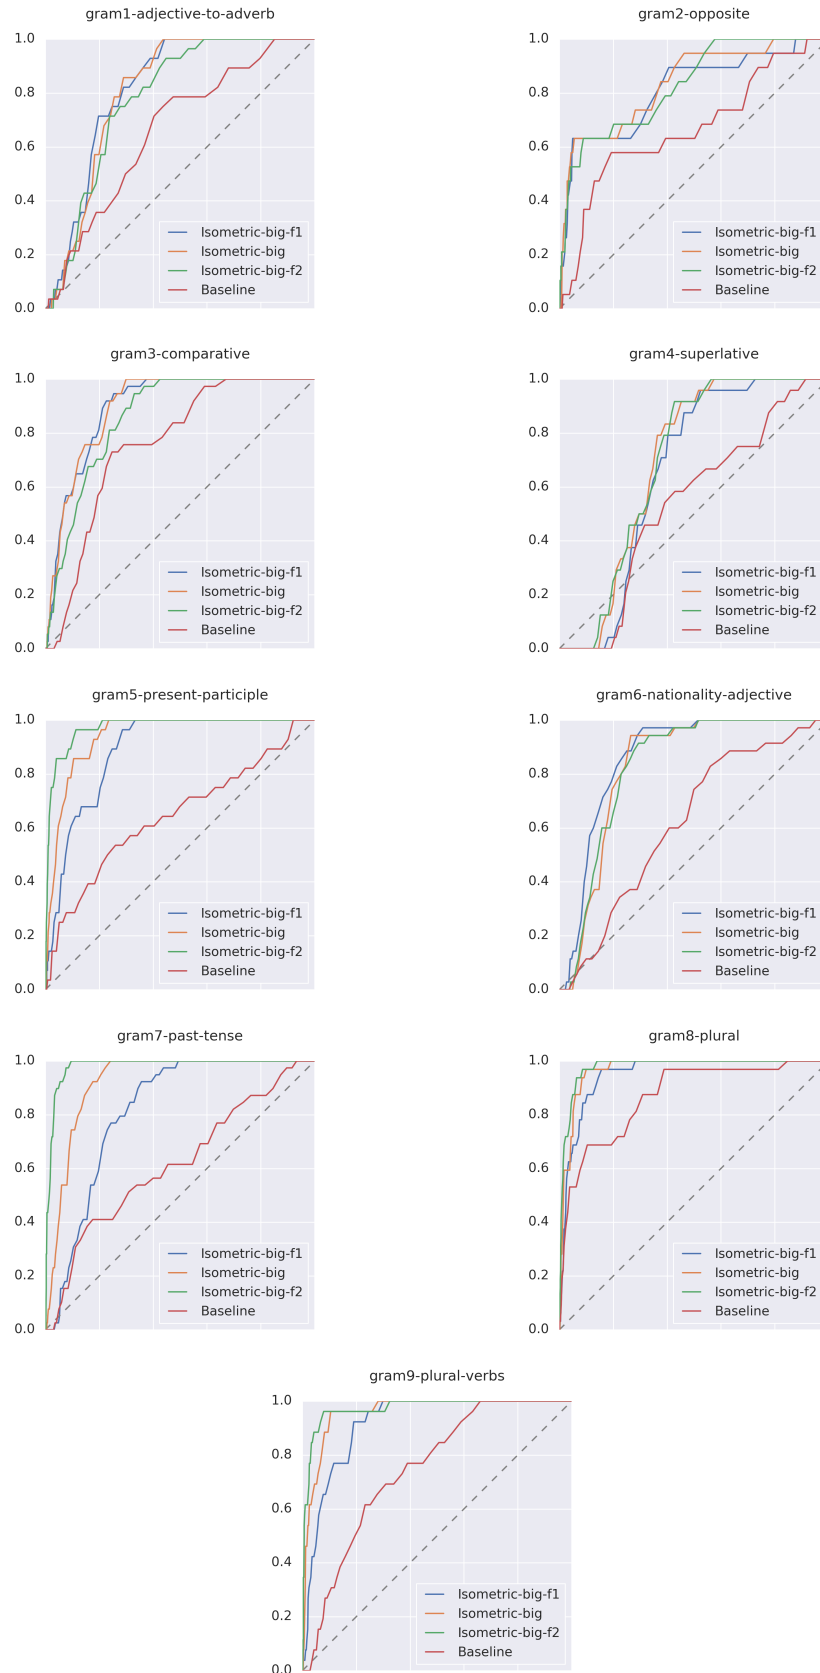 gram1-adjective-to-adverb
1.0
0.8
0.6
0.4
0.2
0.0
Isometric-big-f1
Isometric-big
Isometric-big-f2
Baseline
gram2-opposite
1.0
0.8
0.6
0.4
0.2
0.0
Isometric-big-f1
Isometric-big
Isometric-big-f2
Baseline
gram3-comparative
1.0
0.8
0.6
0.4
0.2
0.0
Isometric-big-f1
Isometric-big
Isometric-big-f2
Baseline
gram4-superlative
1.0
0.8
0.6
0.4
0.2
0.0
Isometric-big-f1
Isometric-big
Isometric-big-f2
Baseline
gram5-present-participle
1.0
0.8
0.6
0.4
0.2
0.0
Isometric-big-f1
Isometric-big
Isometric-big-f2
Baseline
gram6-nationality-adjective
1.0
0.8
0.6
0.4
0.2
0.0
Isometric-big-f1
Isometric-big
Isometric-big-f2
Baseline
gram7-past-tense
1.0
0.8
0.6
0.4
0.2
0.0
Isometric-big-f1
Isometric-big
Isometric-big-f2
Baseline
gram8-plural
1.0
0.8
0.6
0.4
0.2
0.0
Isometric-big-f1
Isometric-big
Isometric-big-f2
Baseline
gram9-plural-verbs
1.0
0.8
0.6
0.4
0.2
0.0
Isometric-big-f1
Isometric-big
Isometric-big-f2
Baseline